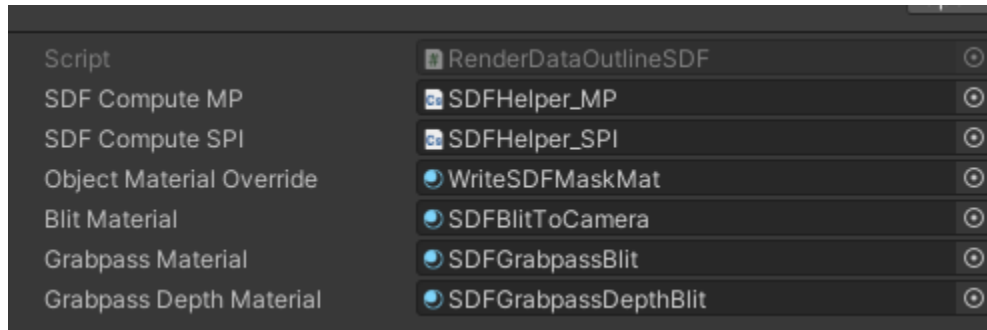 Script RenderDataOutlineSDF
SDF Compute MP SDFHelper_MP
SDF Compute SPI SDFHelper_SPI
Object Material Override WriteSDFMaskMat
Blit Material SDFBlitToCamera
Grabpass Material SDFGrabpassBlit
Grabpass Depth Material SDFGrabpassDepthBlit